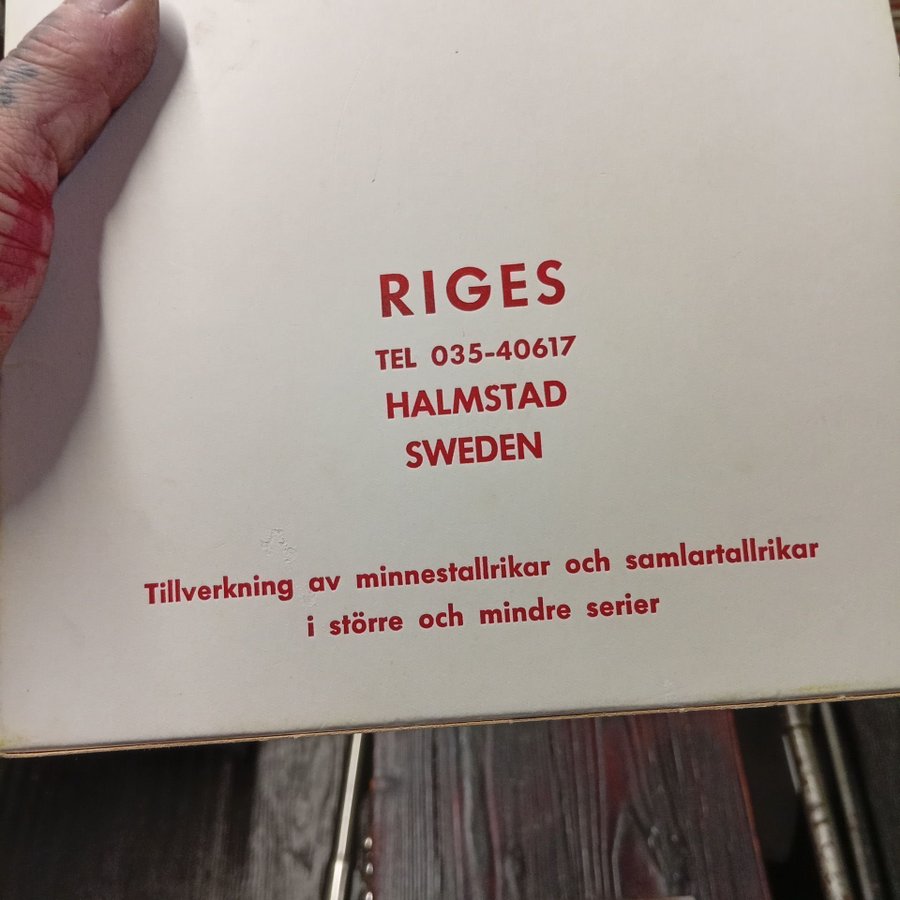 RIGES
TEL 035-40617
HALMSTAD
SWEDEN
Tillverkning av minnestallrikar och samlartallrikar
i större och mindre serier